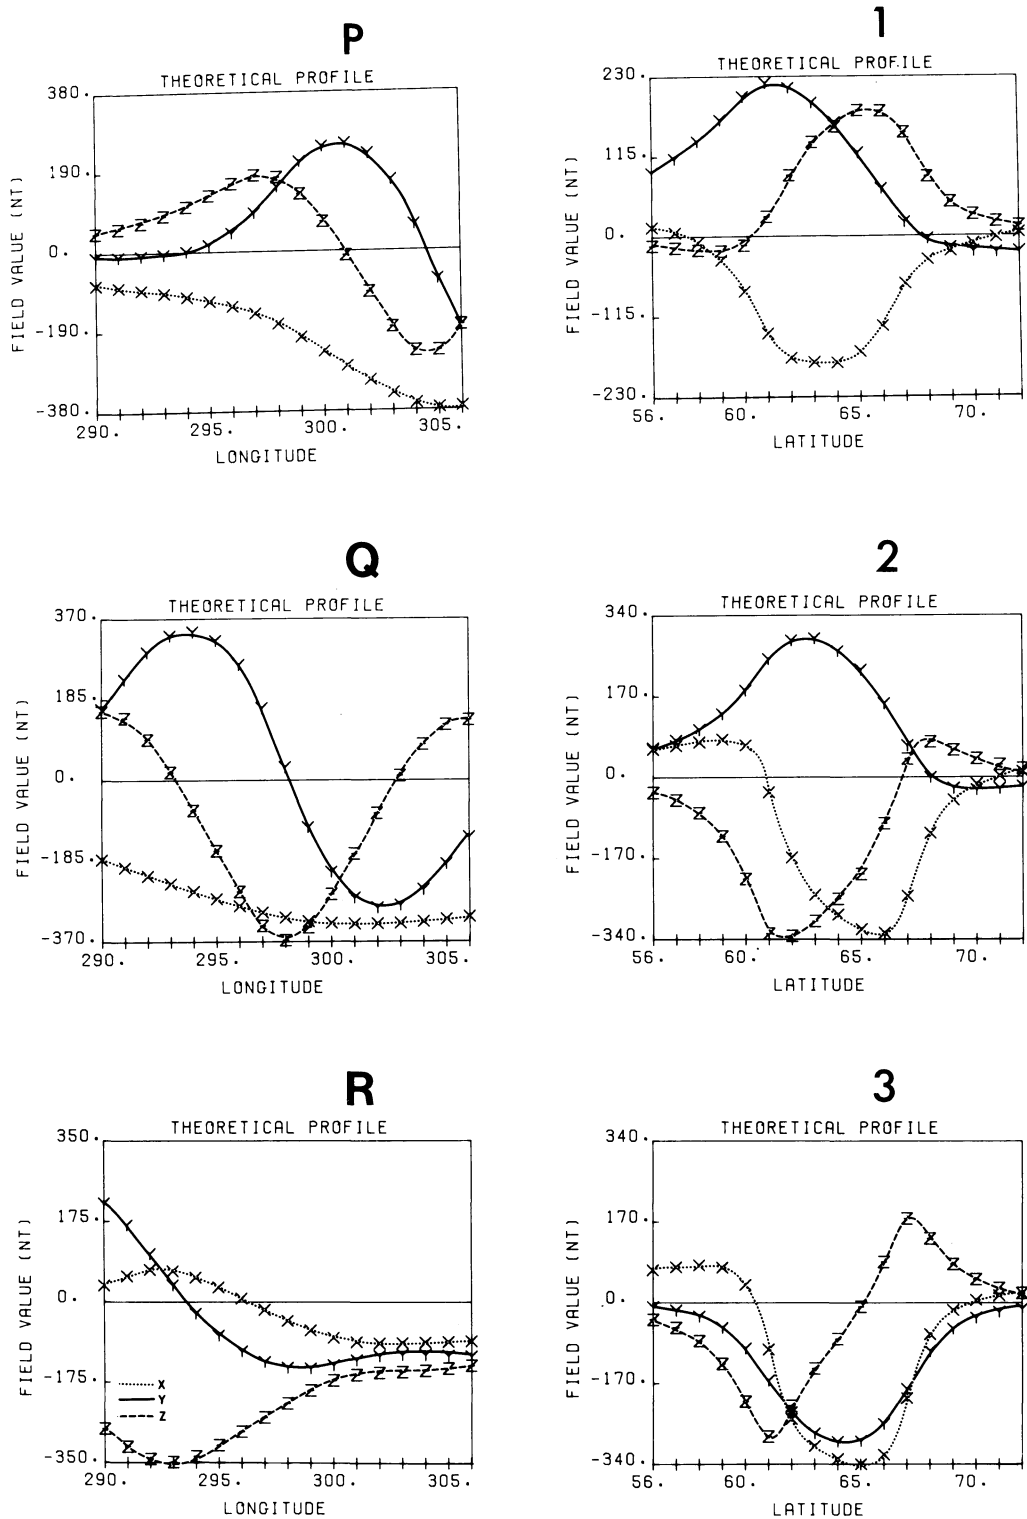 P
THEORETICAL PROFILE
380.
190.
0.
-190.
-380.
FIELD VALUE (NT)
290. 295. 300. 305.
LONGITUDE
1
THEORETICAL PROFILE
230.
115.
0.
-115.
-230.
FIELD VALUE (NT)
56. 60. 65. 70.
LATITUDE
Q
THEORETICAL PROFILE
370.
185.
0.
-185.
-370.
FIELD VALUE (NT)
290. 295. 300. 305.
LONGITUDE
2
THEORETICAL PROFILE
340.
170.
0.
-170.
-340.
FIELD VALUE (NT)
56. 60. 65. 70.
LATITUDE
R
THEORETICAL PROFILE
350.
175.
0.
-175.
-350.
FIELD VALUE (NT)
X
Y
Z
290. 295. 300. 305.
LONGITUDE
3
THEORETICAL PROFILE
340.
170.
0.
-170.
-340.
FIELD VALUE (NT)
56. 60. 65. 70.
LATITUDE